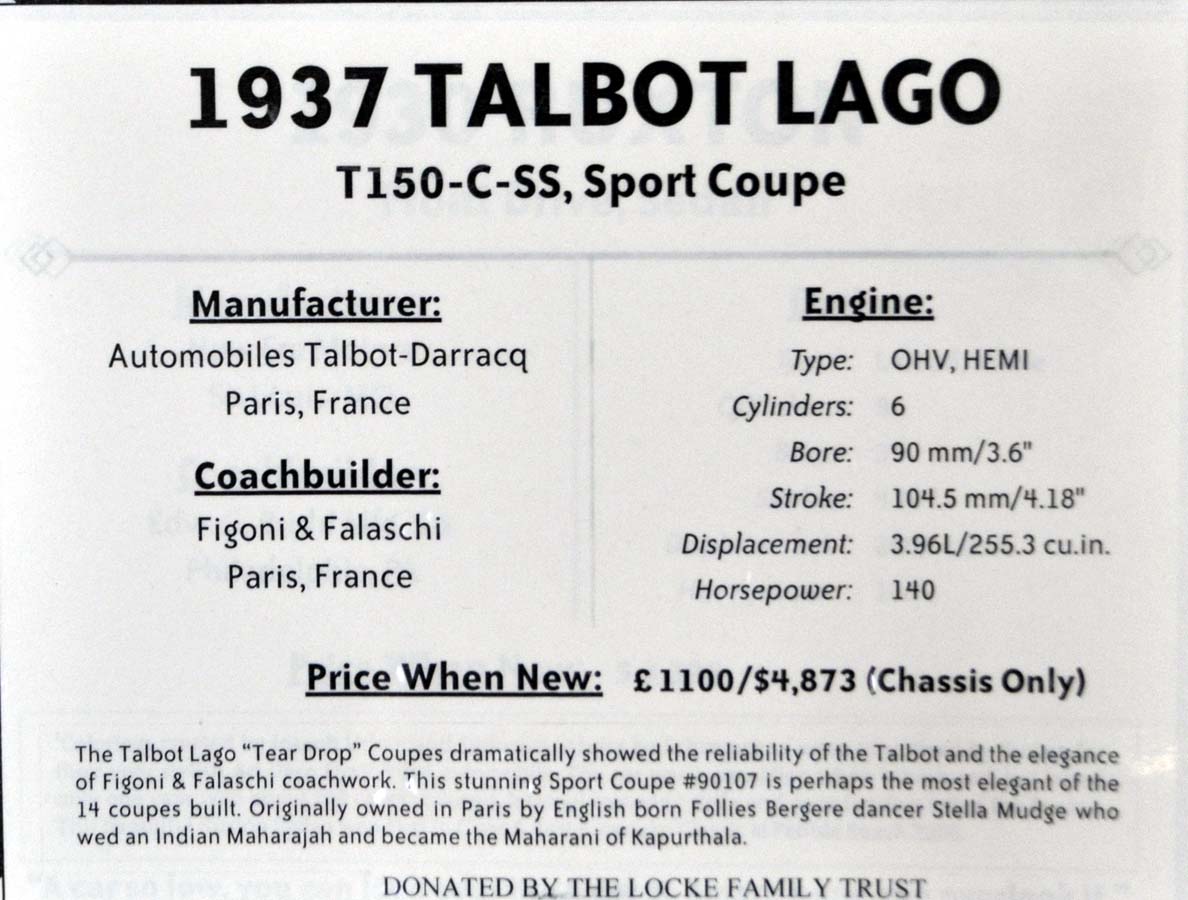 1937 TALBOT LAGO
T150-C-SS, Sport Coupe
Manufacturer:
Automobiles Talbot-Darracq
Paris, France
Coachbuilder:
Figoni & Falaschi
Paris, France
Engine:
Type: OHV, HEMI
Cylinders: 6
Bore: 90 mm/3.6"
Stroke: 104.5 mm/4.18"
Displacement: 3.96L/255.3 cu.in.
Horsepower: 140
Price When New: £1100/$4,873 (Chassis Only)
The Talbot Lago “Tear Drop” Coupes dramatically showed the reliability of the Talbot and the elegance
of Figoni & Falaschi coachwork. This stunning Sport Coupe #90107 is perhaps the most elegant of the
14 coupes built. Originally owned in Paris by English born Follies Bergere dancer Stella Mudge who
wed an Indian Maharajah and became the Maharani of Kapurthala.
DONATED BY THE LOCKE FAMILY TRUST